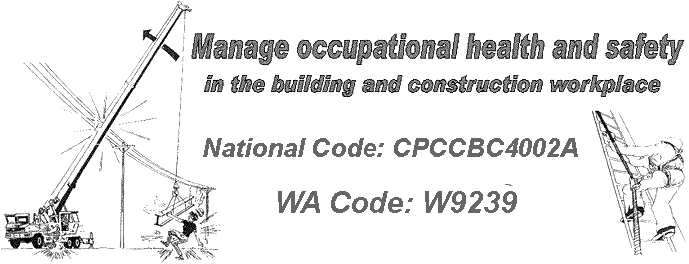 Manage occupational health and safety
in the building and construction workplace
National Code: CPCCBC4002A
WA Code: W9239